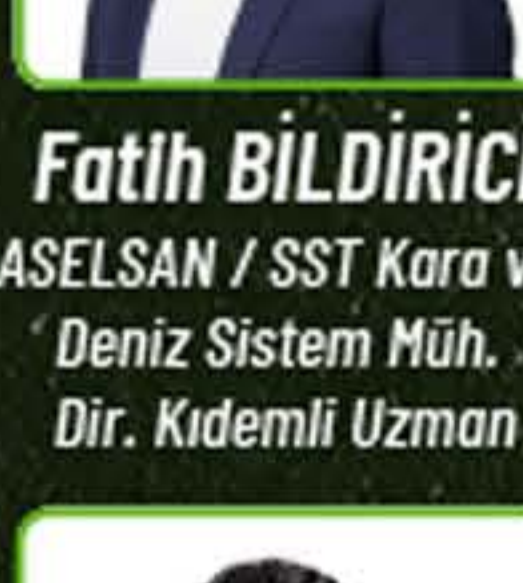 Fatih BİLDİRİC
ASELSAN / SST Kara v
Deniz Sistem Müh.
Dir. Kıdemli Uzman